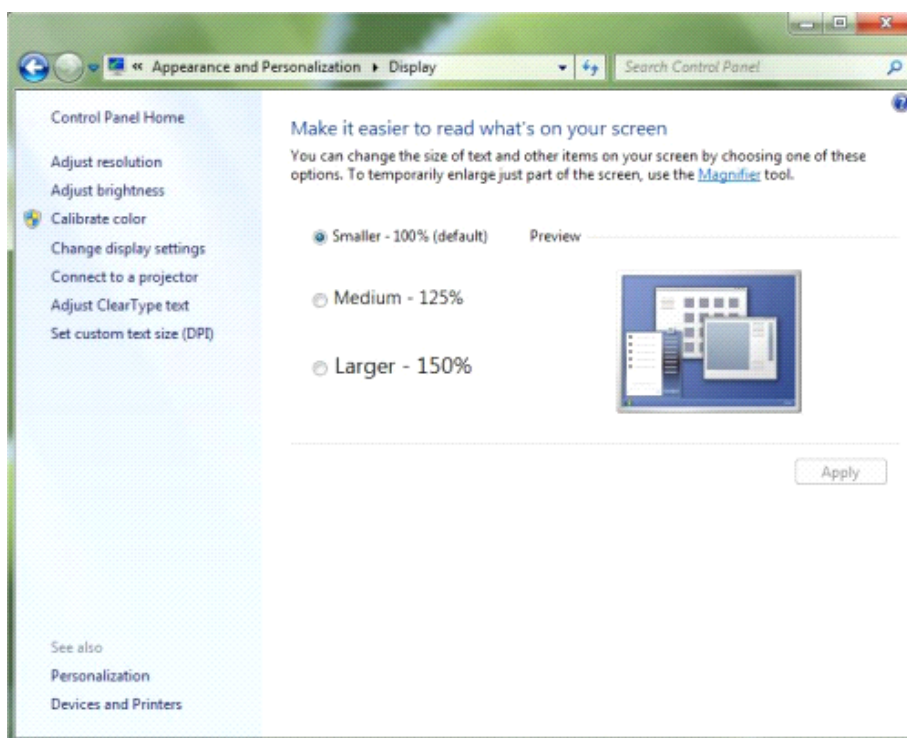 « Appearance and Personalization ▸ Display
Search Control Panel
Control Panel Home
Adjust resolution
Adjust brightness
Calibrate color
Change display settings
Connect to a projector
Adjust ClearType text
Set custom text size (DPI)
See also
Personalization
Devices and Printers
Make it easier to read what's on your screen
You can change the size of text and other items on your screen by choosing one of these
options. To temporarily enlarge just part of the screen, use the Magnifier tool.
Smaller - 100% (default)
Preview
Medium - 125%
Larger - 150%
Apply